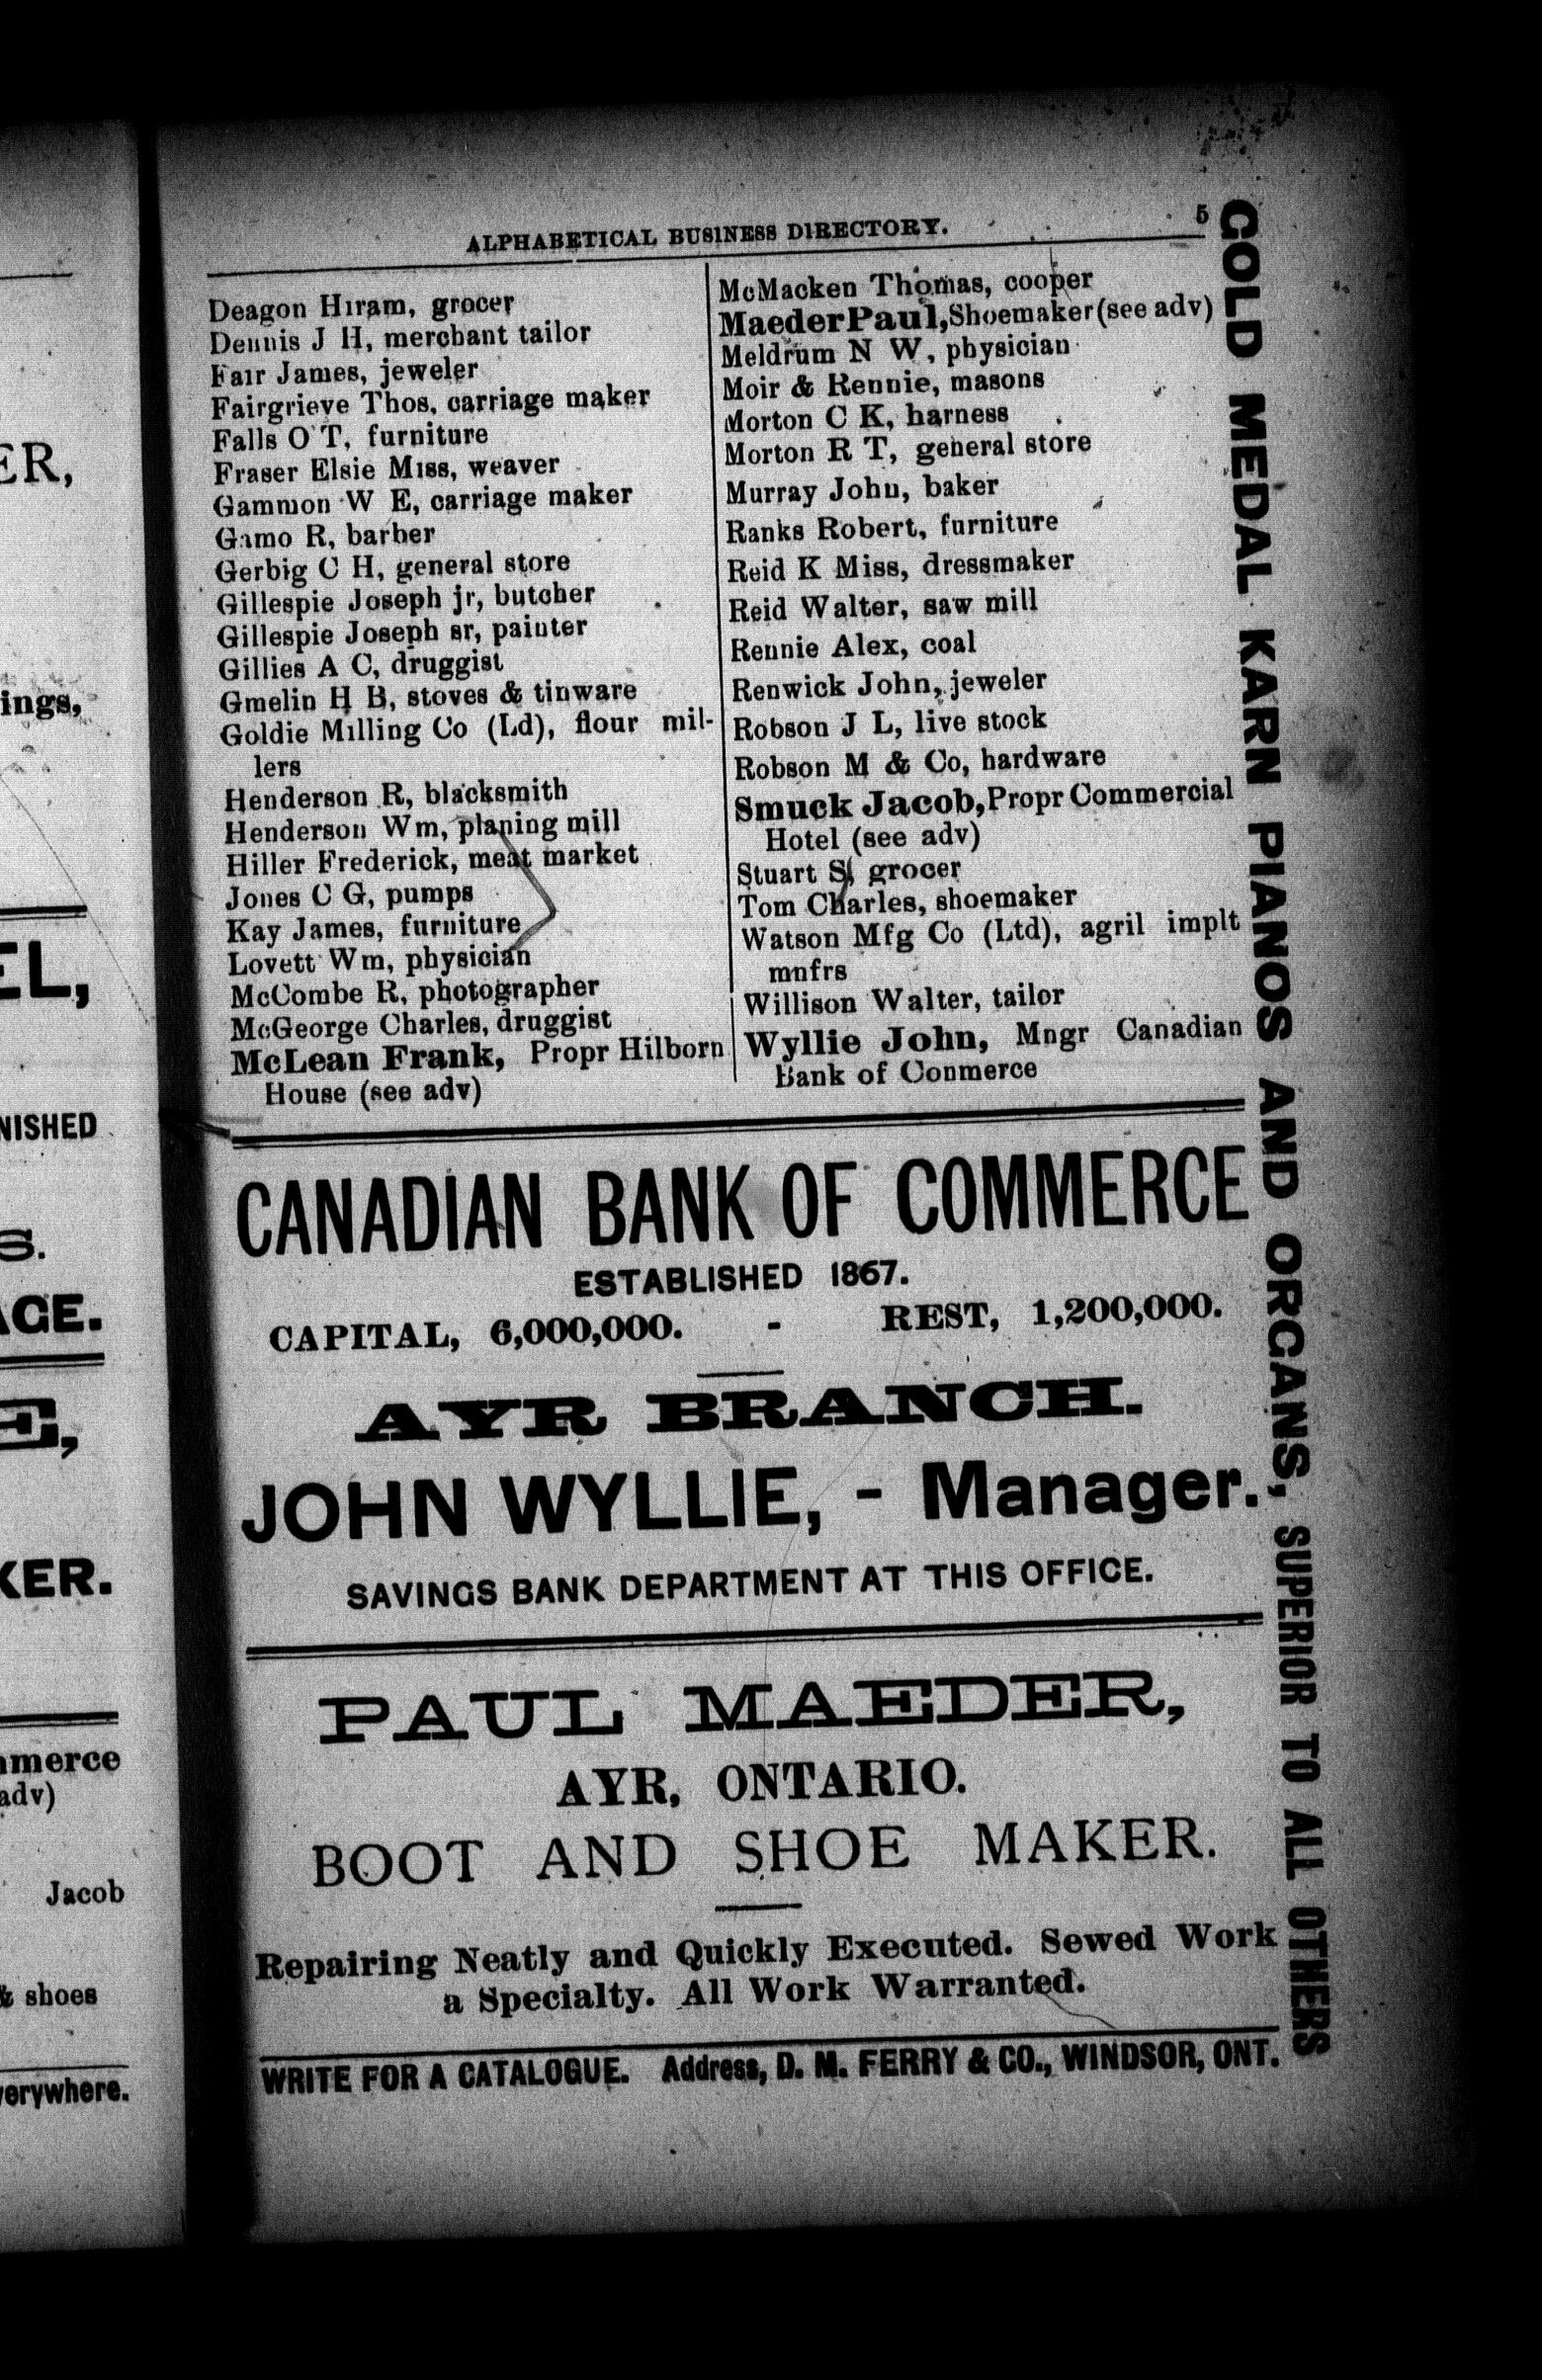 ALPHABETICAL BUSINESS DIRECTORY. 5
Deagon Hiram, grocer
Dennis J H, merchant tailor
Fair James, jeweler
Fairgrieve Thos, carriage maker
Falls O T, furniture
Fraser Elsie Miss, weaver
Gammon W E, carriage maker
Gamo R, barber
Gerbig C H, general store
Gillespie Joseph jr, butcher
Gillespie Joseph sr, painter
Gillies A C, druggist
Gmelin H B, stoves & tinware
Goldie Milling Co (Ld), flour mil-
lers
Henderson R, blacksmith
Henderson Wm, planing mill
Hiller Frederick, meat market
Jones C G, pumps
Kay James, furniture
Lovett Wm, physician
McCombe R, photographer
McGeorge Charles, druggist
McLean Frank, Propr Hilborn
House (see adv)
McMacken Thomas, cooper
Maeder Paul, Shoemaker (see adv)
Meldrum N W, physician
Moir & Rennie, masons
Morton C K, harness
Morton R T, general store
Murray John, baker
Ranks Robert, furniture
Reid K Miss, dressmaker
Reid Walter, saw mill
Rennie Alex, coal
Renwick John, jeweler
Robson J L, live stock
Robson M & Co, hardware
Smuck Jacob, Propr Commercial
Hotel (see adv)
Stuart S, grocer
Tom Charles, shoemaker
Watson Mfg Co (Ltd), agril implt
mnfrs
Willison Walter, tailor
Wyllie John, Mngr Canadian
Bank of Conmerce
CANADIAN BANK OF COMMERCE
ESTABLISHED 1867.
CAPITAL, 6,000,000. - REST, 1,200,000.
AYR BRANCH.
JOHN WYLLIE, - Manager.
SAVINGS BANK DEPARTMENT AT THIS OFFICE.
PAUL MAEDER,
AYR, ONTARIO.
BOOT AND SHOE MAKER.
Repairing Neatly and Quickly Executed. Sewed Work
a Specialty. All Work Warranted.
WRITE FOR A CATALOGUE. Address, D. M. FERRY & CO., WINDSOR, ONT.
GOLD MEDAL KARN PIANOS AND ORGANS, SUPERIOR TO ALL OTHERS
ER,
ings,
EL,
NISHED
S.
AGE.
E,
KER.
merce
adv)
Jacob
& shoes
verywhere.